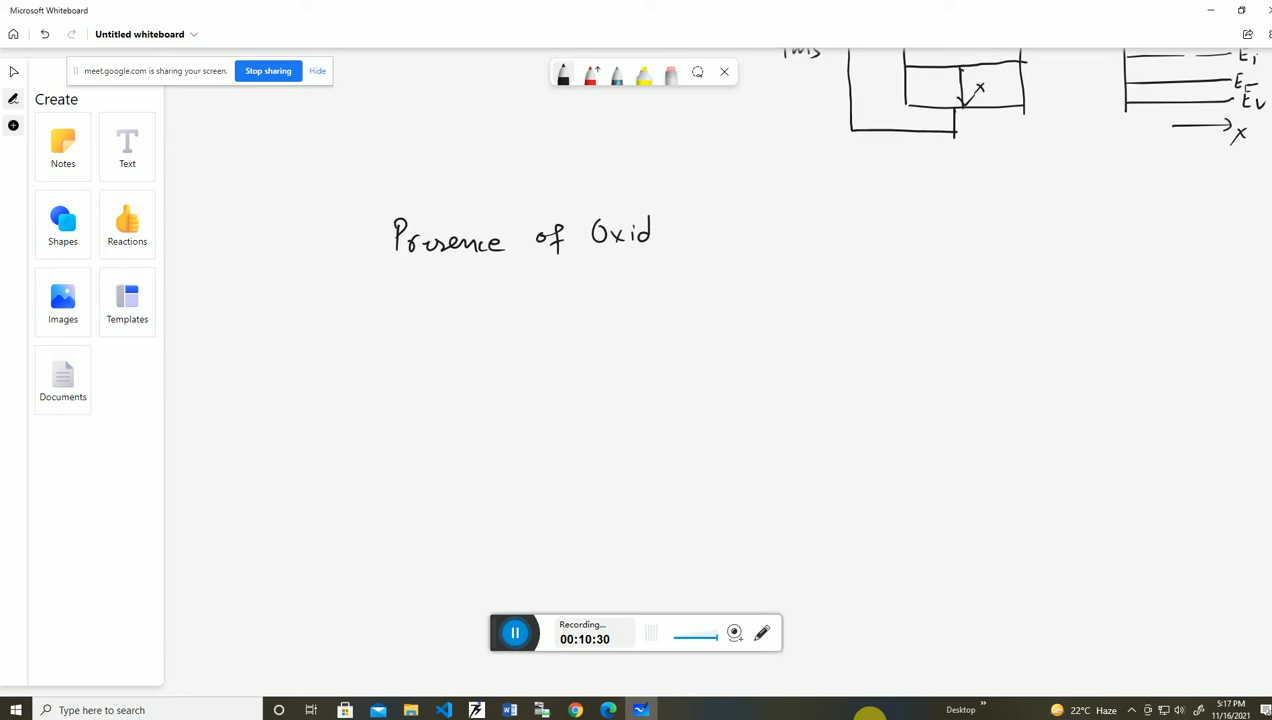 Microsoft Whiteboard
Untitled whiteboard
meet.google.com is sharing your screen.
Stop sharing
Hide
Create
Notes
Text
Shapes
Reactions
Images
Templates
Documents
Ei
EF
Ev
x
x
Presence of Oxid
Recording...
00:10:30
Type here to search
Desktop
22°C Haze
5:17 PM
11/16/2021